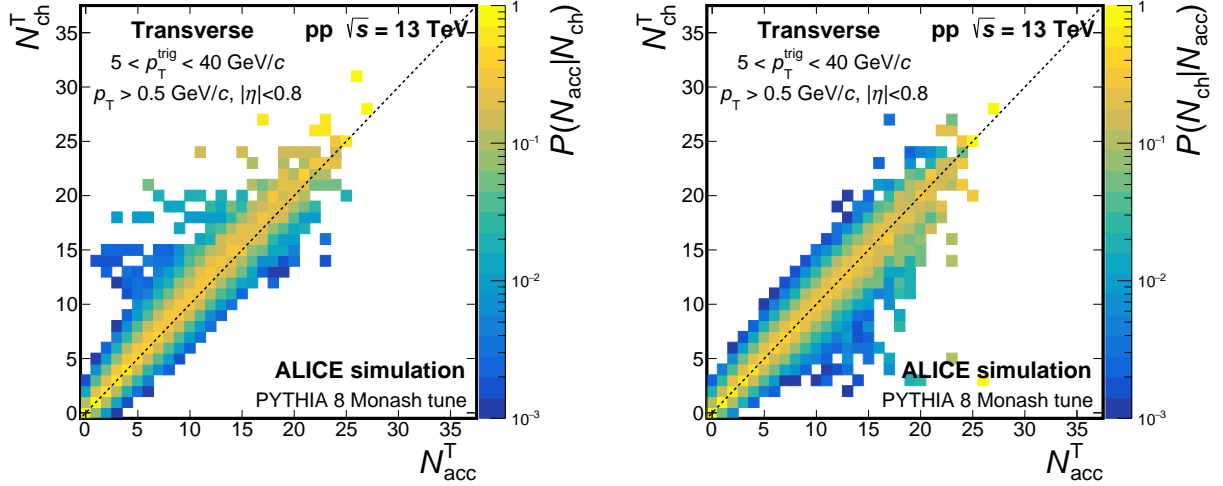 N_ch^T
Transverse pp √s = 13 TeV
5 < p_T^trig < 40 GeV/c
p_T > 0.5 GeV/c, |η|<0.8
35
30
25
20
15
10
5
0
ALICE simulation
PYTHIA 8 Monash tune
0 5 10 15 20 25 30 35
N_acc^T
1
10^−1
10^−2
10^−3
P(N_acc|N_ch)
N_ch^T
Transverse pp √s = 13 TeV
5 < p_T^trig < 40 GeV/c
p_T > 0.5 GeV/c, |η|<0.8
35
30
25
20
15
10
5
0
ALICE simulation
PYTHIA 8 Monash tune
0 5 10 15 20 25 30 35
N_acc^T
1
10^−1
10^−2
10^−3
P(N_ch|N_acc)